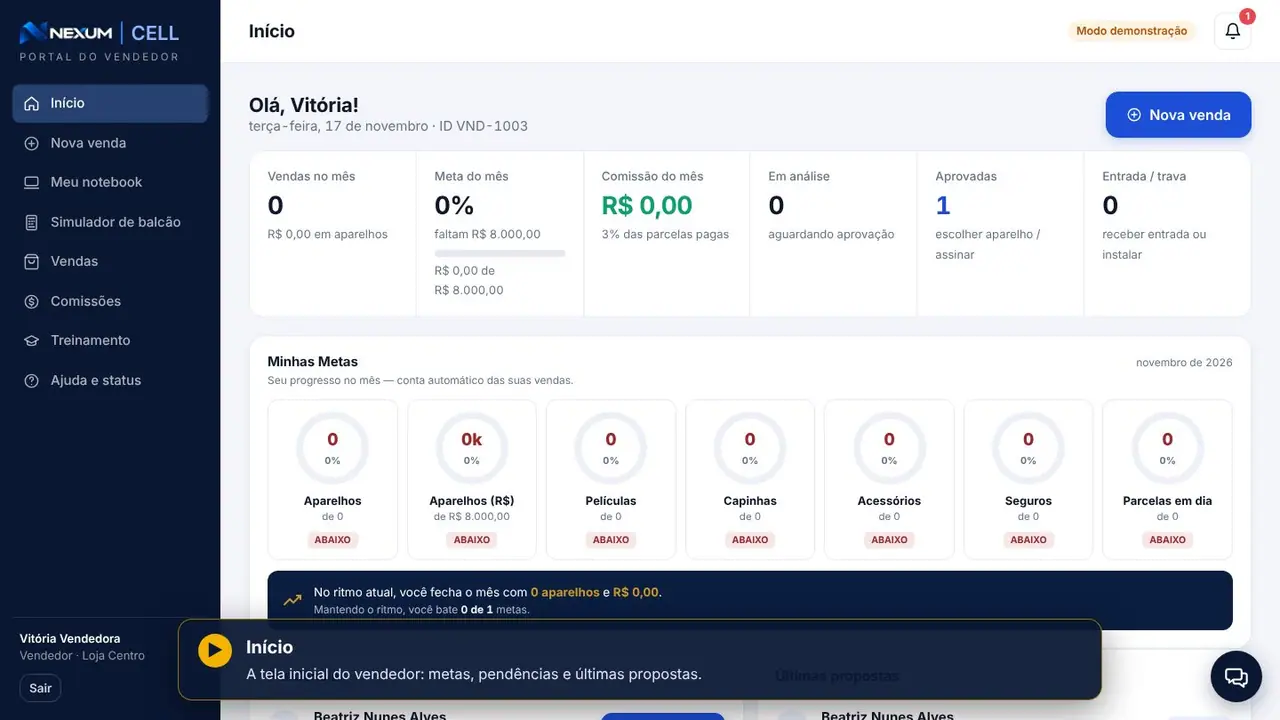 NEXUM | CELL
PORTAL DO VENDEDOR
Início
Nova venda
Meu notebook
Simulador de balcão
Vendas
Comissões
Treinamento
Ajuda e status
Vitória Vendedora
Vendedor · Loja Centro
Sair
Início
Modo demonstração
1
Olá, Vitória!
terça-feira, 17 de novembro · ID VND-1003
Nova venda
Vendas no mês
0
R$ 0,00 em aparelhos
Meta do mês
0%
faltam R$ 8.000,00
R$ 0,00 de
R$ 8.000,00
Comissão do mês
R$ 0,00
3% das parcelas pagas
Em análise
0
aguardando aprovação
Aprovadas
1
escolher aparelho /
assinar
Entrada / trava
0
receber entrada ou
instalar
Minhas Metas
novembro de 2026
Seu progresso no mês — conta automático das suas vendas.
0
0%
Aparelhos
de 0
ABAIXO
0k
0%
Aparelhos (R$)
de R$ 8.000,00
ABAIXO
0
0%
Películas
de 0
ABAIXO
0
0%
Capinhas
de 0
ABAIXO
0
0%
Acessórios
de 0
ABAIXO
0
0%
Seguros
de 0
ABAIXO
0
0%
Parcelas em dia
de 0
ABAIXO
No ritmo atual, você fecha o mês com 0 aparelhos e R$ 0,00.
Mantendo o ritmo, você bate 0 de 1 metas.
Início
A tela inicial do vendedor: metas, pendências e últimas propostas.
Últimas propostas
Beatriz Nunes Alves
Beatriz Nunes Alves